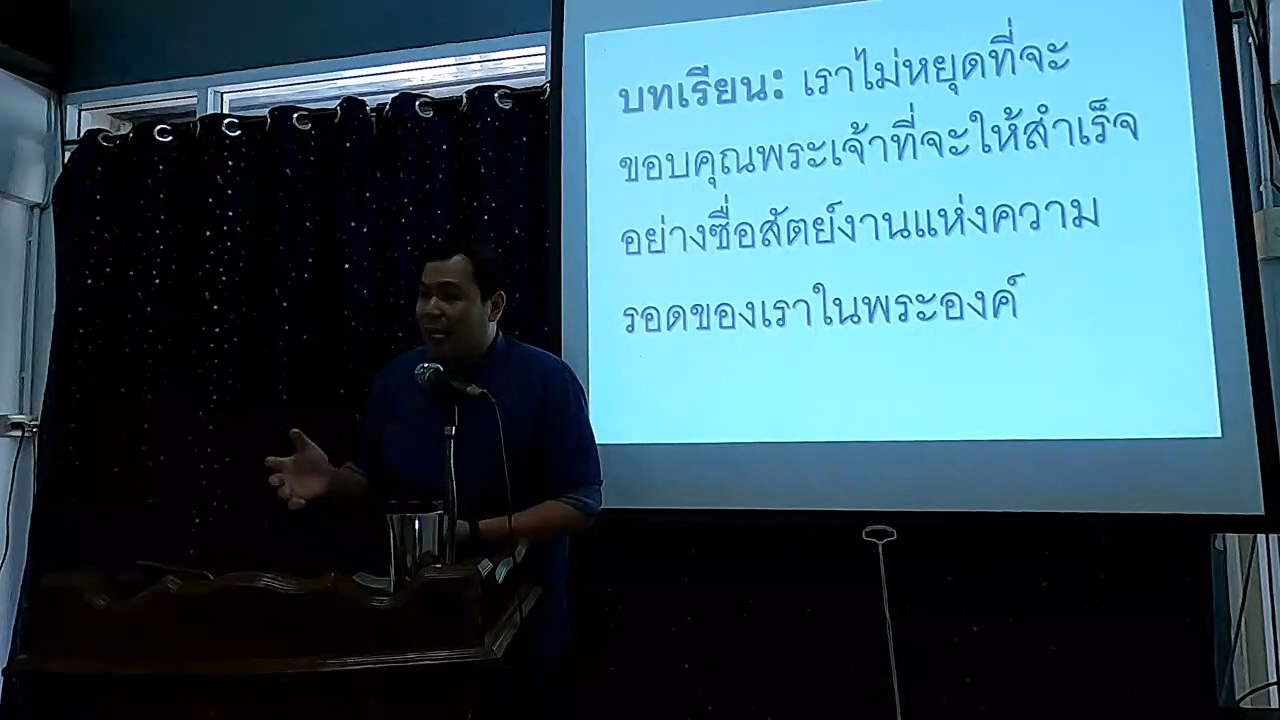 บทเรียน: เราไม่หยุดที่จะ
ขอบคุณพระเจ้าที่จะให้สำเร็จ
อย่างซื่อสัตย์งานแห่งความ
รอดของเราในพระองค์